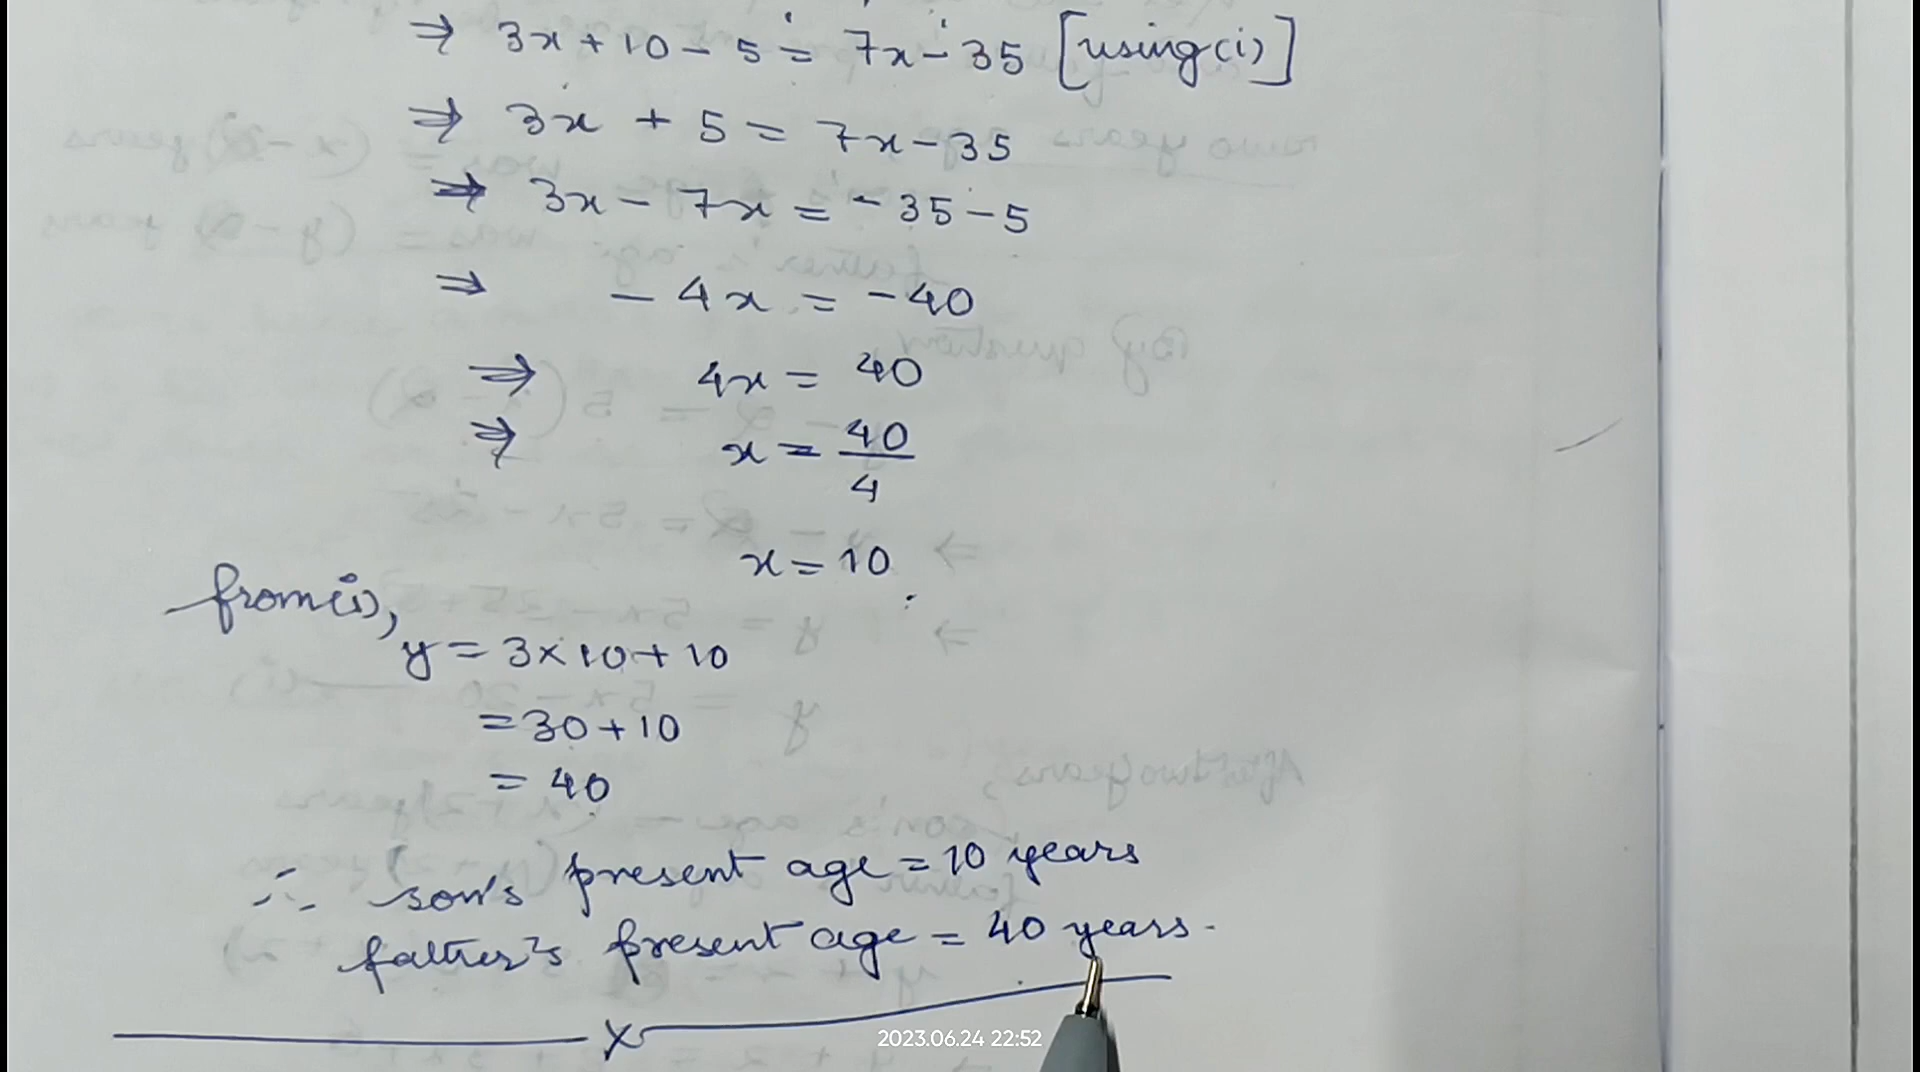 ⇒ 3x + 10 - 5 = 7x - 35 [using (i)]
⇒ 3x + 5 = 7x - 35
⇒ 3x - 7x = - 35 - 5
⇒ - 4x = - 40
⇒ 4x = 40
⇒ x = 40/4
x = 10
from (i),
y = 3 × 10 + 10
= 30 + 10
= 40
∴ son's present age = 10 years
father's present age = 40 years.
x
2023.06.24 22:52